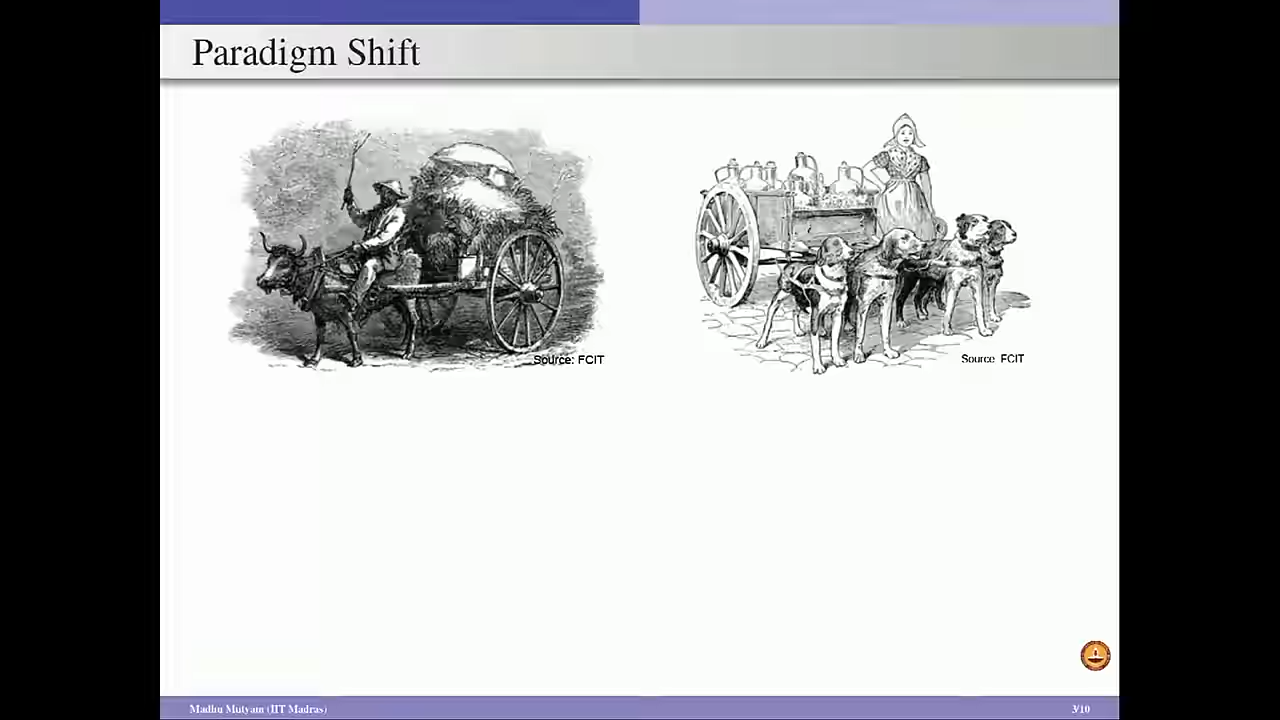 Paradigm Shift
Source: FCIT
Source FCIT
Madhu Mutyam (IIT Madras)
3/10